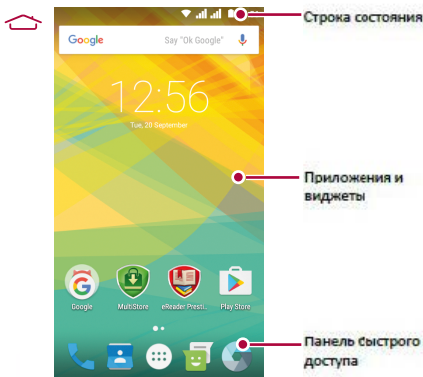 Строка состояния
Google Say "Ok Google"
12:56
Tue, 20 September
Приложения и
виджеты
Google MultiStore eReader Presti.. Play Store
Панель быстрого
доступа